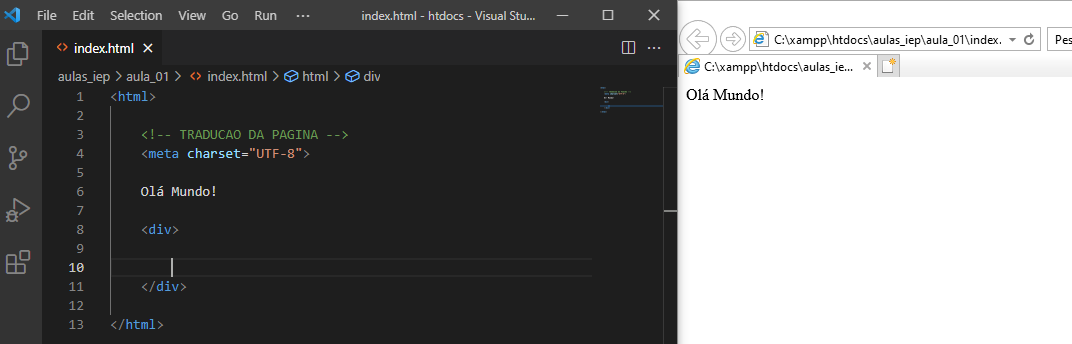 File Edit Selection View Go Run ··· index.html - htdocs - Visual Stu...
index.html
aulas_iep > aula_01 > index.html > html > div
1 <html>
2
3 <!-- TRADUCAO DA PAGINA -->
4 <meta charset="UTF-8">
5
6 Olá Mundo!
7
8 <div>
9
10
11 </div>
12
13 </html>
C:\xampp\htdocs\aulas_iep\aula_01\index. Pes
C:\xampp\htdocs\aulas_ie...
Olá Mundo!